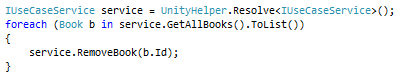 IUseCaseService service = UnityHelper.Resolve<IUseCaseService>();
foreach (Book b in service.GetAllBooks().ToList())
{
    service.RemoveBook(b.Id);
}